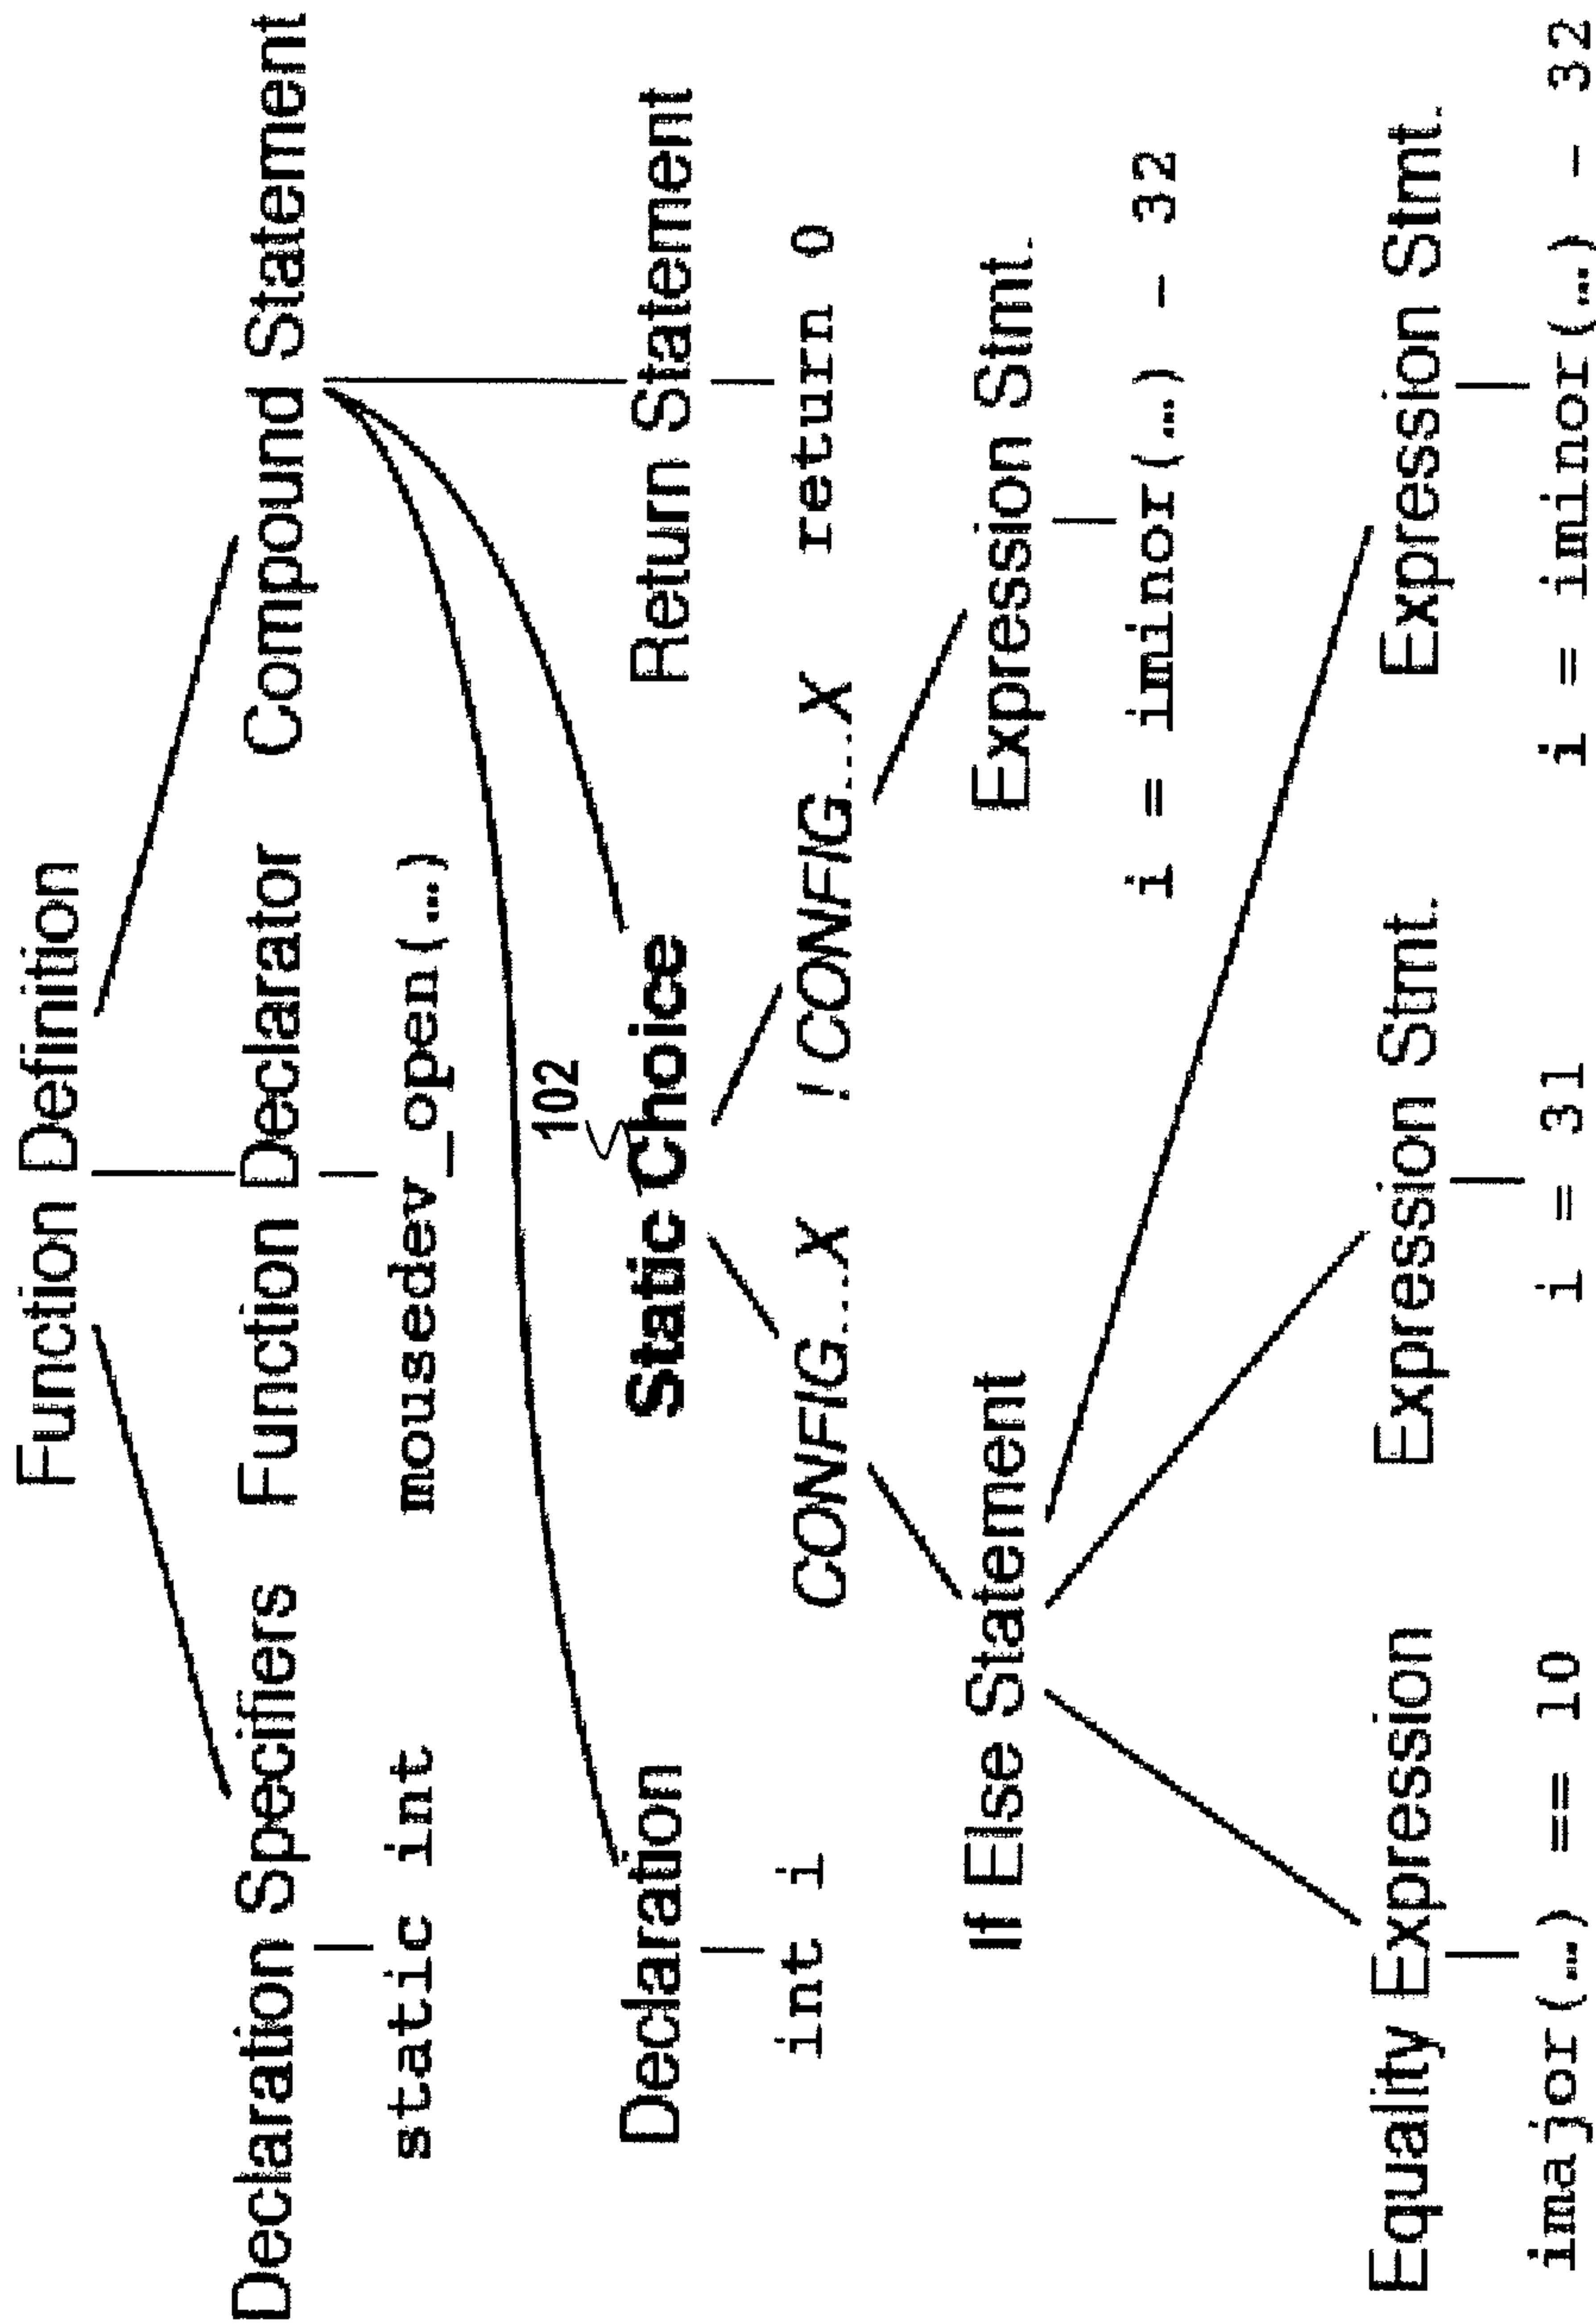 Function Definition
Declaration Specifiers Function Declarator Compound Statement
static int mousedev_open(…)
102
Declaration Static Choice Return Statement
int i CONFIG...X ! CONFIG...X return 0
If Else Statement Expression Stmt.
i = iminor(…) - 32
Equality Expression Expression Stmt. Expression Stmt.
imajor(…) == 10 i = 31 i = iminor(…) - 32